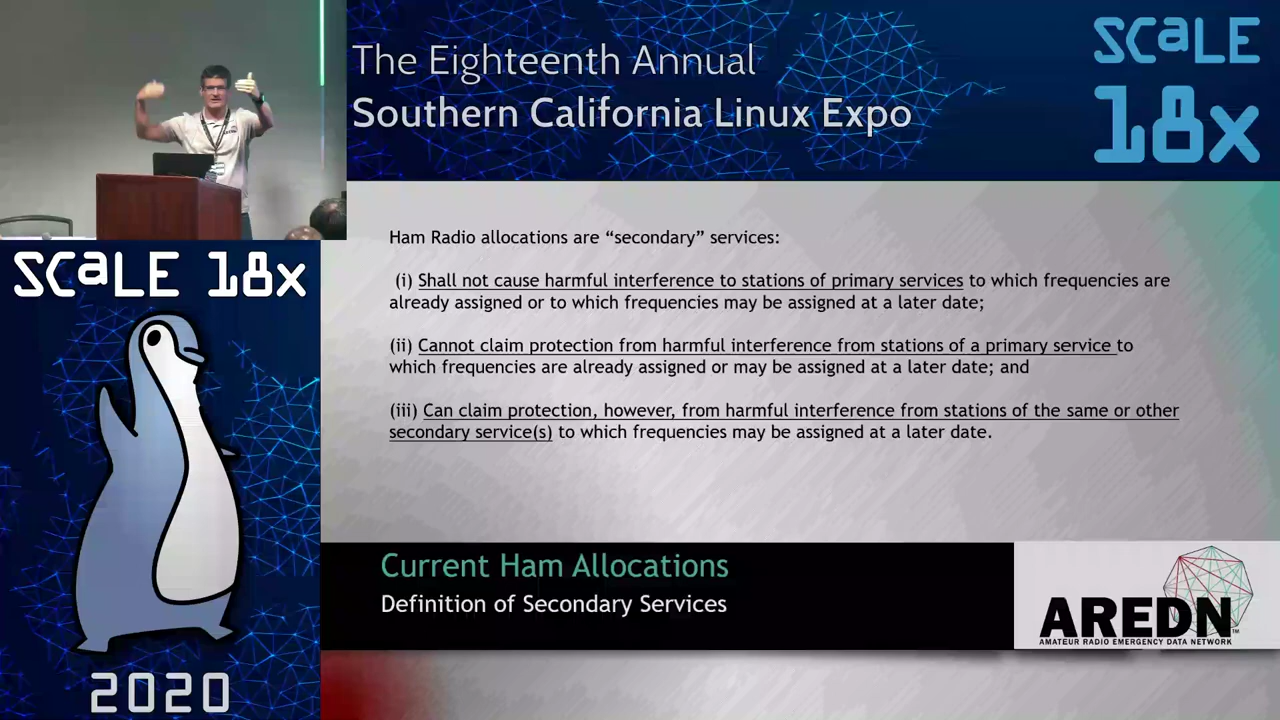 The Eighteenth Annual
Southern California Linux Expo
SCaLE
18x
SCaLE 18x
2020
Ham Radio allocations are “secondary” services:
(i) Shall not cause harmful interference to stations of primary services to which frequencies are
already assigned or to which frequencies may be assigned at a later date;
(ii) Cannot claim protection from harmful interference from stations of a primary service to
which frequencies are already assigned or may be assigned at a later date; and
(iii) Can claim protection, however, from harmful interference from stations of the same or other
secondary service(s) to which frequencies may be assigned at a later date.
Current Ham Allocations
Definition of Secondary Services
AREDN™
AMATEUR RADIO EMERGENCY DATA NETWORK